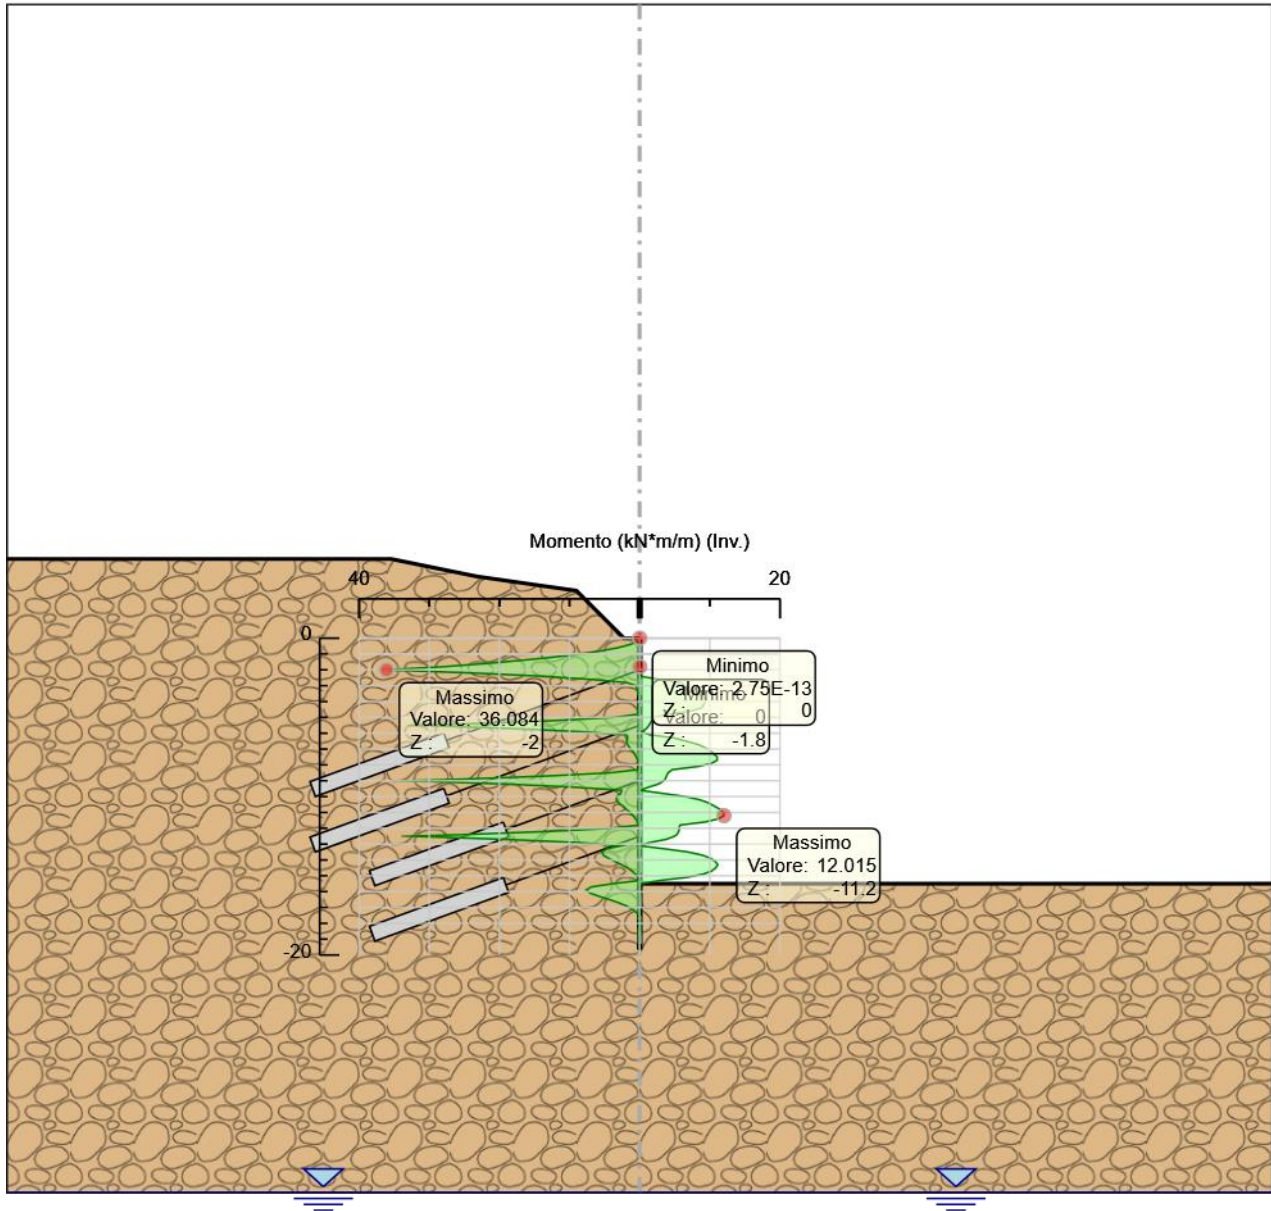 Momento (kN*m/m) (Inv.)
40
20
0
Minimo
Valore: 2.75E-13
Z : 0
Minimo
Valore: 0
Z : -1.8
Massimo
Valore: 36.084
Z : -2
Massimo
Valore: 12.015
Z : -11.2
-20